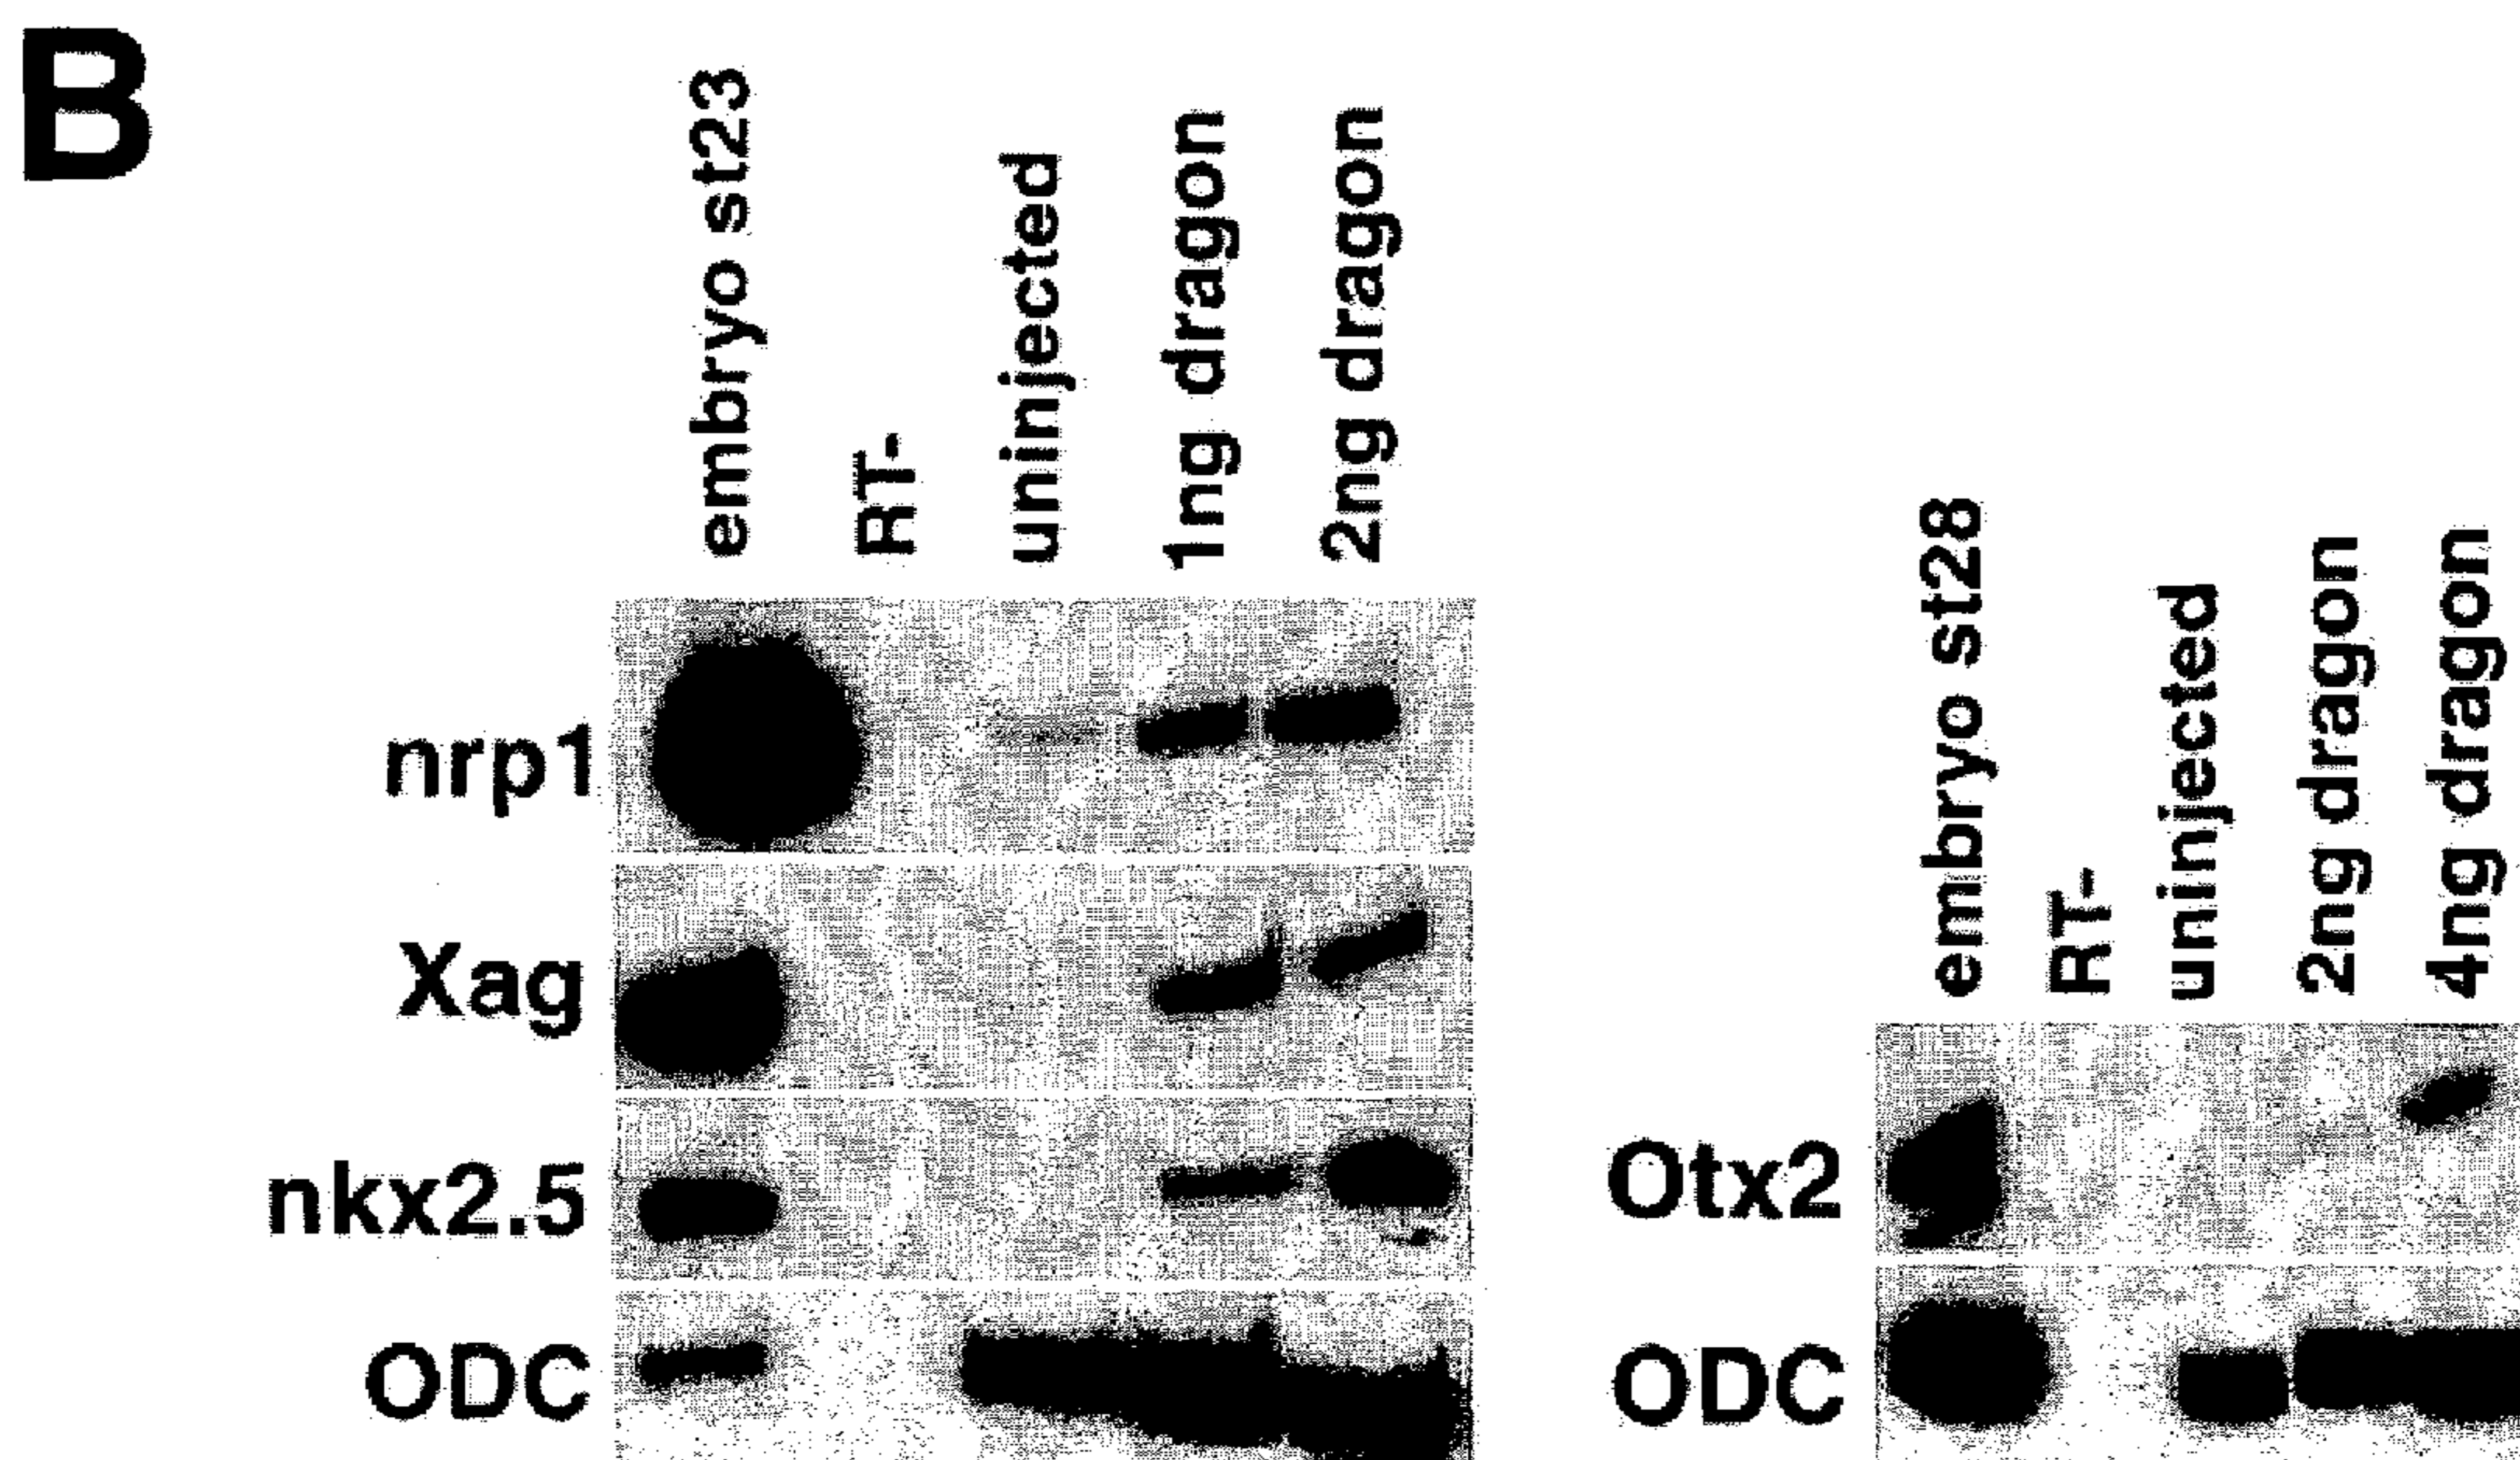 B
embryo st23
RT-
uninjected
1ng dragon
2ng dragon
nrp1
Xag
nkx2.5
ODC
embryo st28
RT-
uninjected
2ng dragon
4ng dragon
Otx2
ODC